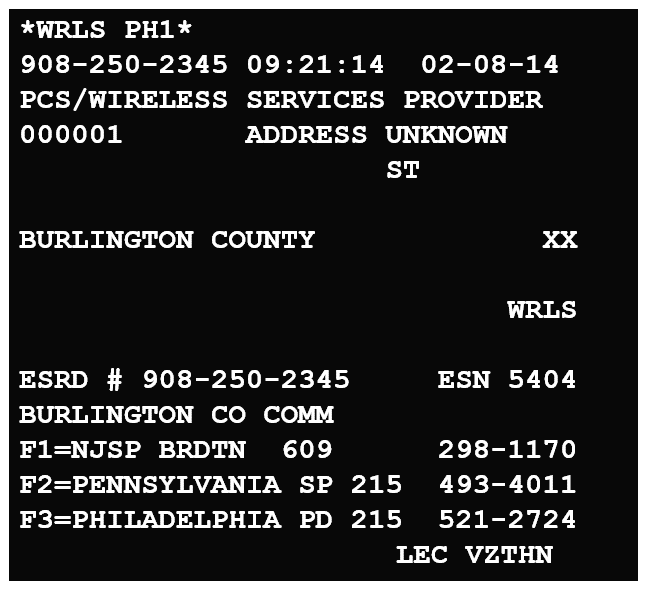 *WRLS PH1*
908-250-2345 09:21:14 02-08-14
PCS/WIRELESS SERVICES PROVIDER
000001 ADDRESS UNKNOWN
ST
BURLINGTON COUNTY XX
WRLS
ESRD # 908-250-2345 ESN 5404
BURLINGTON CO COMM
F1=NJSP BRDTN 609 298-1170
F2=PENNSYLVANIA SP 215 493-4011
F3=PHILADELPHIA PD 215 521-2724
LEC VZTHN